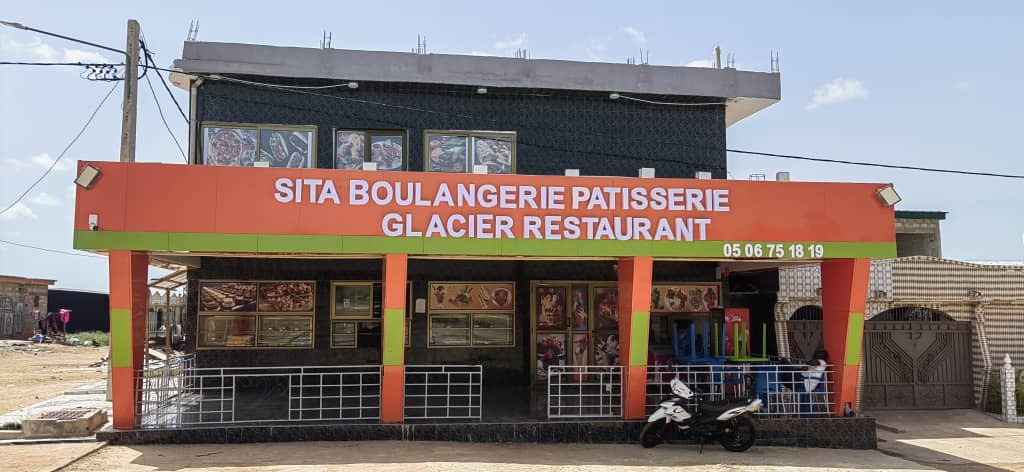 SITA BOULANGERIE PATISSERIE
GLACIER RESTAURANT
05 06 75 18 19